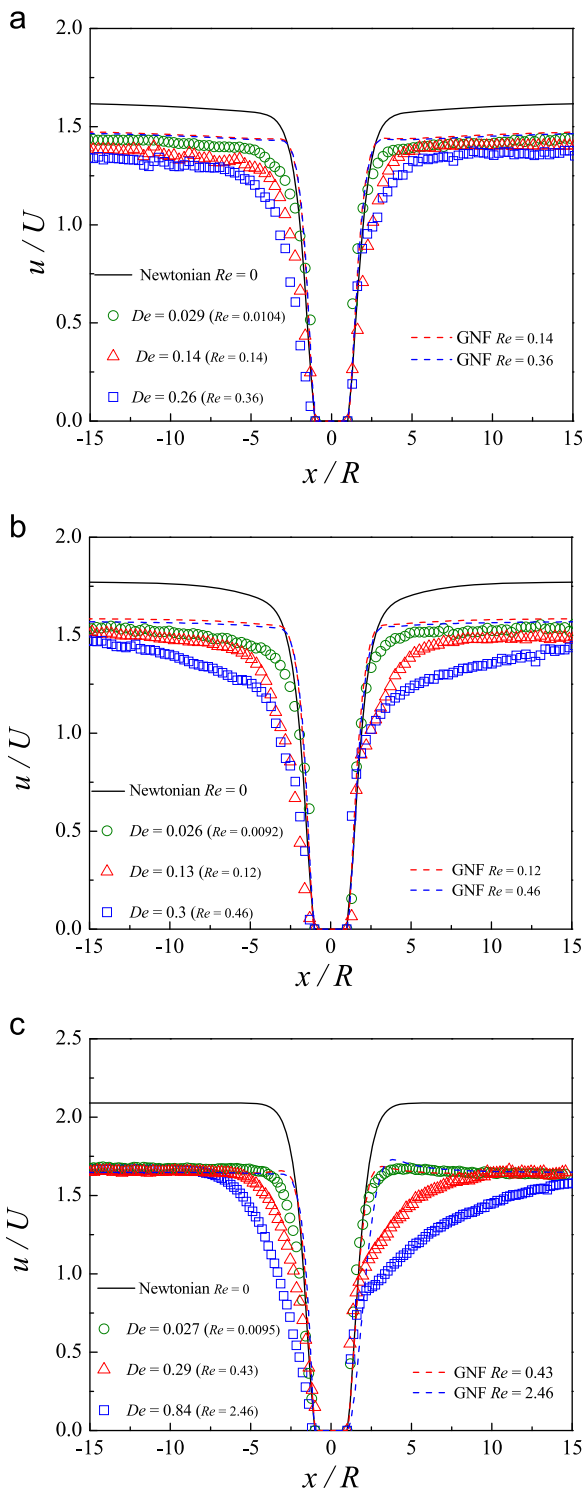 a
2.0
1.5
1.0
0.5
0.0
u / U
Newtonian Re = 0
De = 0.029 (Re = 0.0104)
De = 0.14 (Re = 0.14)
De = 0.26 (Re = 0.36)
GNF Re = 0.14
GNF Re = 0.36
-15 -10 -5 0 5 10 15
x / R
b
2.0
1.5
1.0
0.5
0.0
u / U
Newtonian Re = 0
De = 0.026 (Re = 0.0092)
De = 0.13 (Re = 0.12)
De = 0.3 (Re = 0.46)
GNF Re = 0.12
GNF Re = 0.46
-15 -10 -5 0 5 10 15
x / R
c
2.5
2.0
1.5
1.0
0.5
0.0
u / U
Newtonian Re = 0
De = 0.027 (Re = 0.0095)
De = 0.29 (Re = 0.43)
De = 0.84 (Re = 2.46)
GNF Re = 0.43
GNF Re = 2.46
-15 -10 -5 0 5 10 15
x / R